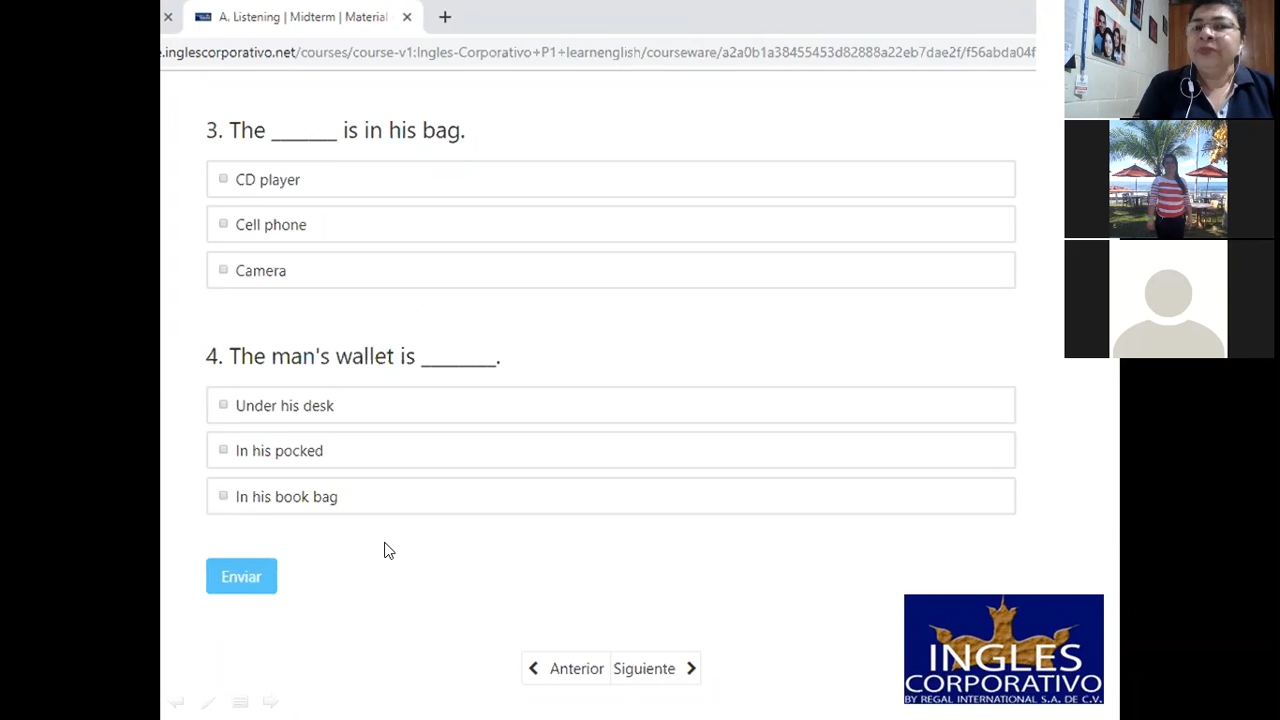 A. Listening | Midterm | Material
.inglescorporativo.net/courses/course-v1:Ingles-Corporativo+P1+learnenglish/courseware/a2a0b1a38455453d82888a22eb7dae2f/f56abda04f
3. The _______ is in his bag.
CD player
Cell phone
Camera
4. The man's wallet is ________.
Under his desk
In his pocked
In his book bag
Enviar
Anterior Siguiente
INGLES
CORPORATIVO
BY REGAL INTERNATIONAL S.A. DE C.V.